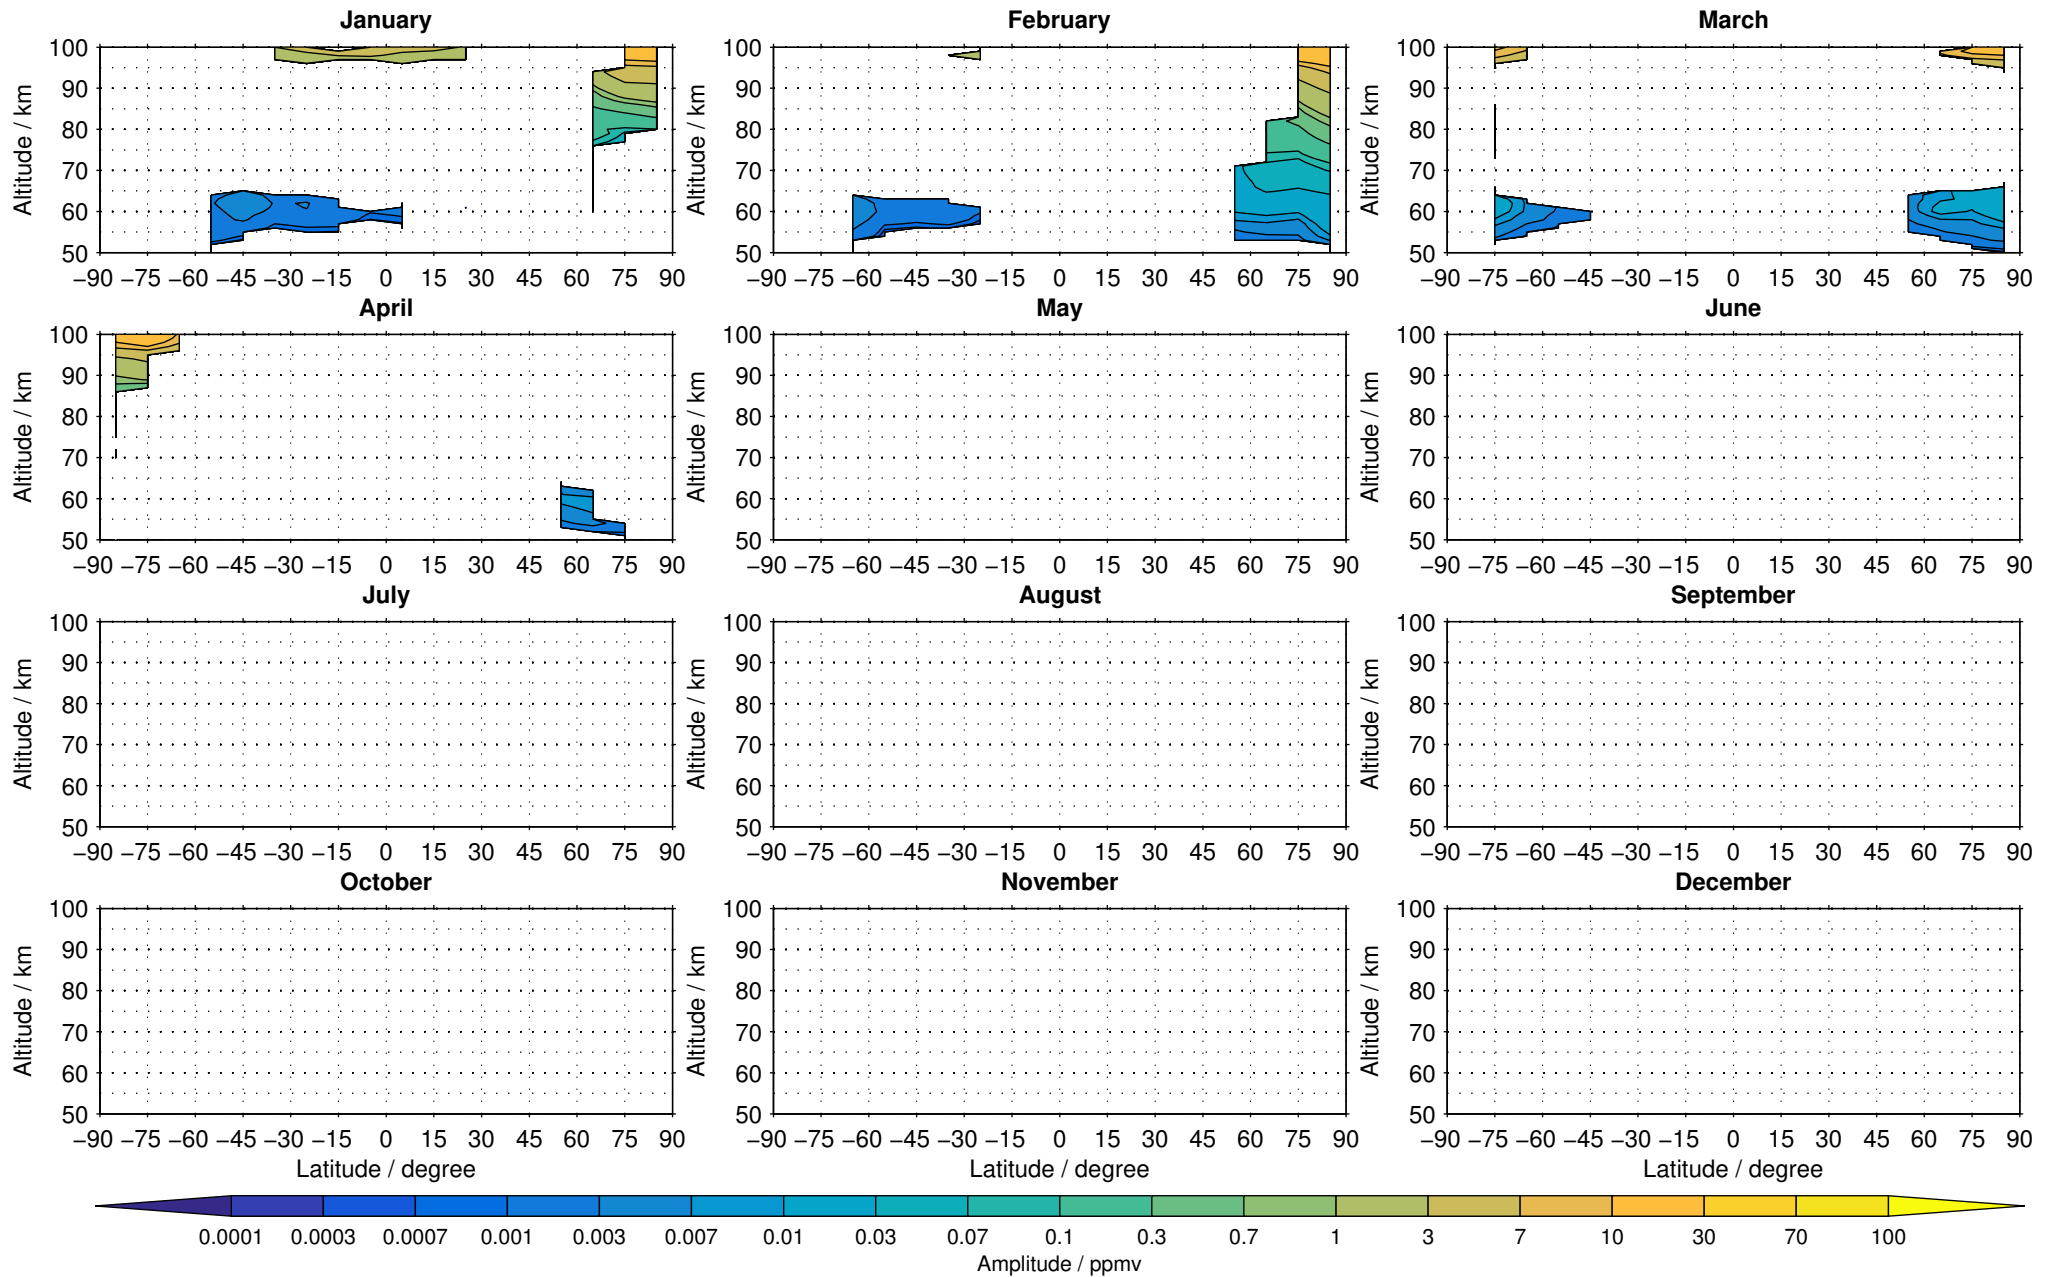 January February March
100 100 100
90 90 90
80 80 80
70 70 70
60 60 60
50 50 50
Altitude / km Altitude / km Altitude / km
−90 −75 −60 −45 −30 −15 0 15 30 45 60 75 90 −90 −75 −60 −45 −30 −15 0 15 30 45 60 75 90 −90 −75 −60 −45 −30 −15 0 15 30 45 60 75 90
April May June
100 100 100
90 90 90
80 80 80
70 70 70
60 60 60
50 50 50
Altitude / km Altitude / km Altitude / km
−90 −75 −60 −45 −30 −15 0 15 30 45 60 75 90 −90 −75 −60 −45 −30 −15 0 15 30 45 60 75 90 −90 −75 −60 −45 −30 −15 0 15 30 45 60 75 90
July August September
100 100 100
90 90 90
80 80 80
70 70 70
60 60 60
50 50 50
Altitude / km Altitude / km Altitude / km
−90 −75 −60 −45 −30 −15 0 15 30 45 60 75 90 −90 −75 −60 −45 −30 −15 0 15 30 45 60 75 90 −90 −75 −60 −45 −30 −15 0 15 30 45 60 75 90
October November December
100 100 100
90 90 90
80 80 80
70 70 70
60 60 60
50 50 50
Altitude / km Altitude / km Altitude / km
−90 −75 −60 −45 −30 −15 0 15 30 45 60 75 90 −90 −75 −60 −45 −30 −15 0 15 30 45 60 75 90 −90 −75 −60 −45 −30 −15 0 15 30 45 60 75 90
Latitude / degree Latitude / degree Latitude / degree
0.0001 0.0003 0.0007 0.001 0.003 0.007 0.01 0.03 0.07 0.1 0.3 0.7 1 3 7 10 30 70 100
Amplitude / ppmv